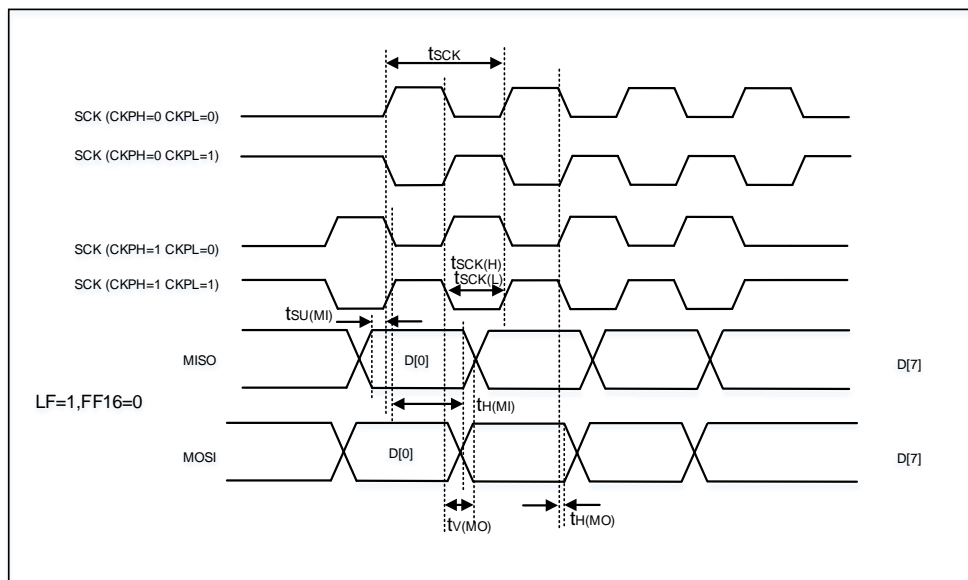 tSCK
SCK (CKPH=0 CKPL=0)
SCK (CKPH=0 CKPL=1)
SCK (CKPH=1 CKPL=0)
tSCK(H)
tSCK(L)
SCK (CKPH=1 CKPL=1)
tSU(MI)
MISO
D[0]
D[7]
LF=1,FF16=0
tH(MI)
MOSI
D[0]
D[7]
tV(MO)
tH(MO)